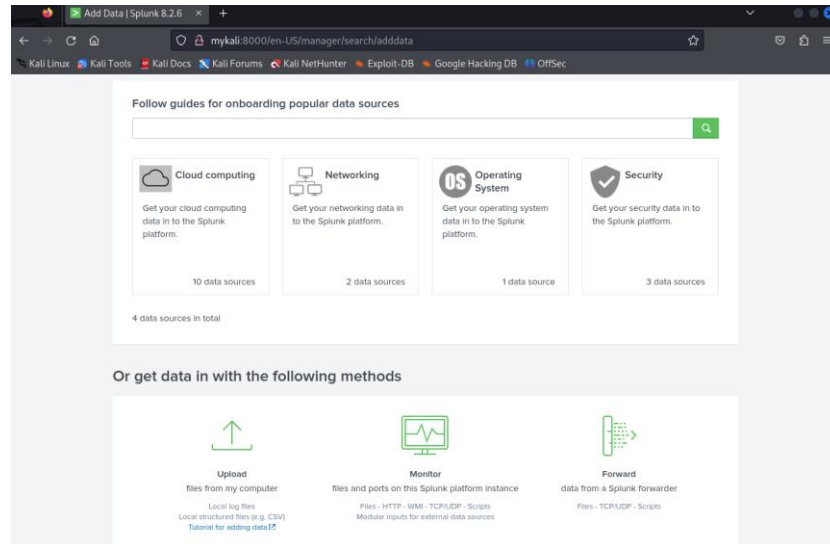 Add Data | Splunk 8.2.6
mykali:8000/en-US/manager/search/adddata
Kali Linux Kali Tools Kali Docs Kali Forums Kali NetHunter Exploit-DB Google Hacking DB OffSec
Follow guides for onboarding popular data sources
Cloud computing
Get your cloud computing
data in to the Splunk
platform.
10 data sources
Networking
Get your networking data in
to the Splunk platform.
2 data sources
OS
Operating
System
Get your operating system
data in to the Splunk
platform.
1 data source
Security
Get your security data in to
the Splunk platform.
3 data sources
4 data sources in total
Or get data in with the following methods
Upload
files from my computer
Local log files
Local structured files (e.g. CSV)
Tutorial for adding data
Monitor
files and ports on this Splunk platform instance
Files - HTTP - WMI - TCP/UDP - Scripts
Modular inputs for external data sources
Forward
data from a Splunk forwarder
Files - TCP/UDP - Scripts